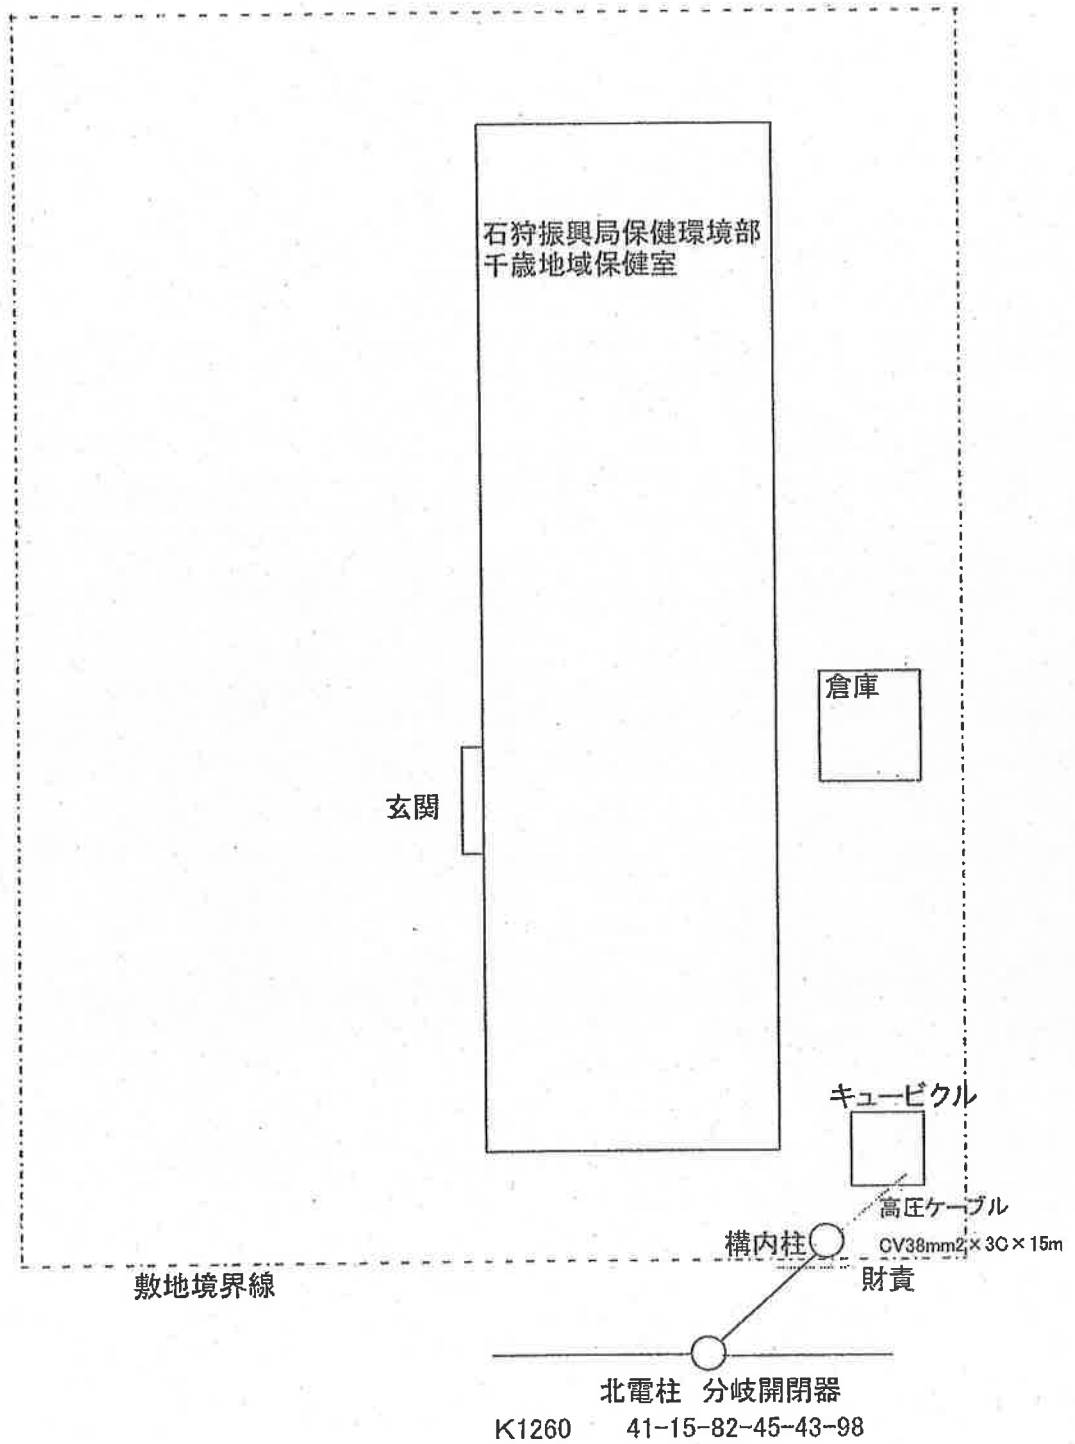 石狩振興局保健環境部
千歳地域保健室
倉庫
玄関
キュービクル
高圧ケーブル
構内柱
CV38mm2×3C×15m
財責
敷地境界線
北電柱 分岐開閉器
K1260 41-15-82-45-43-98